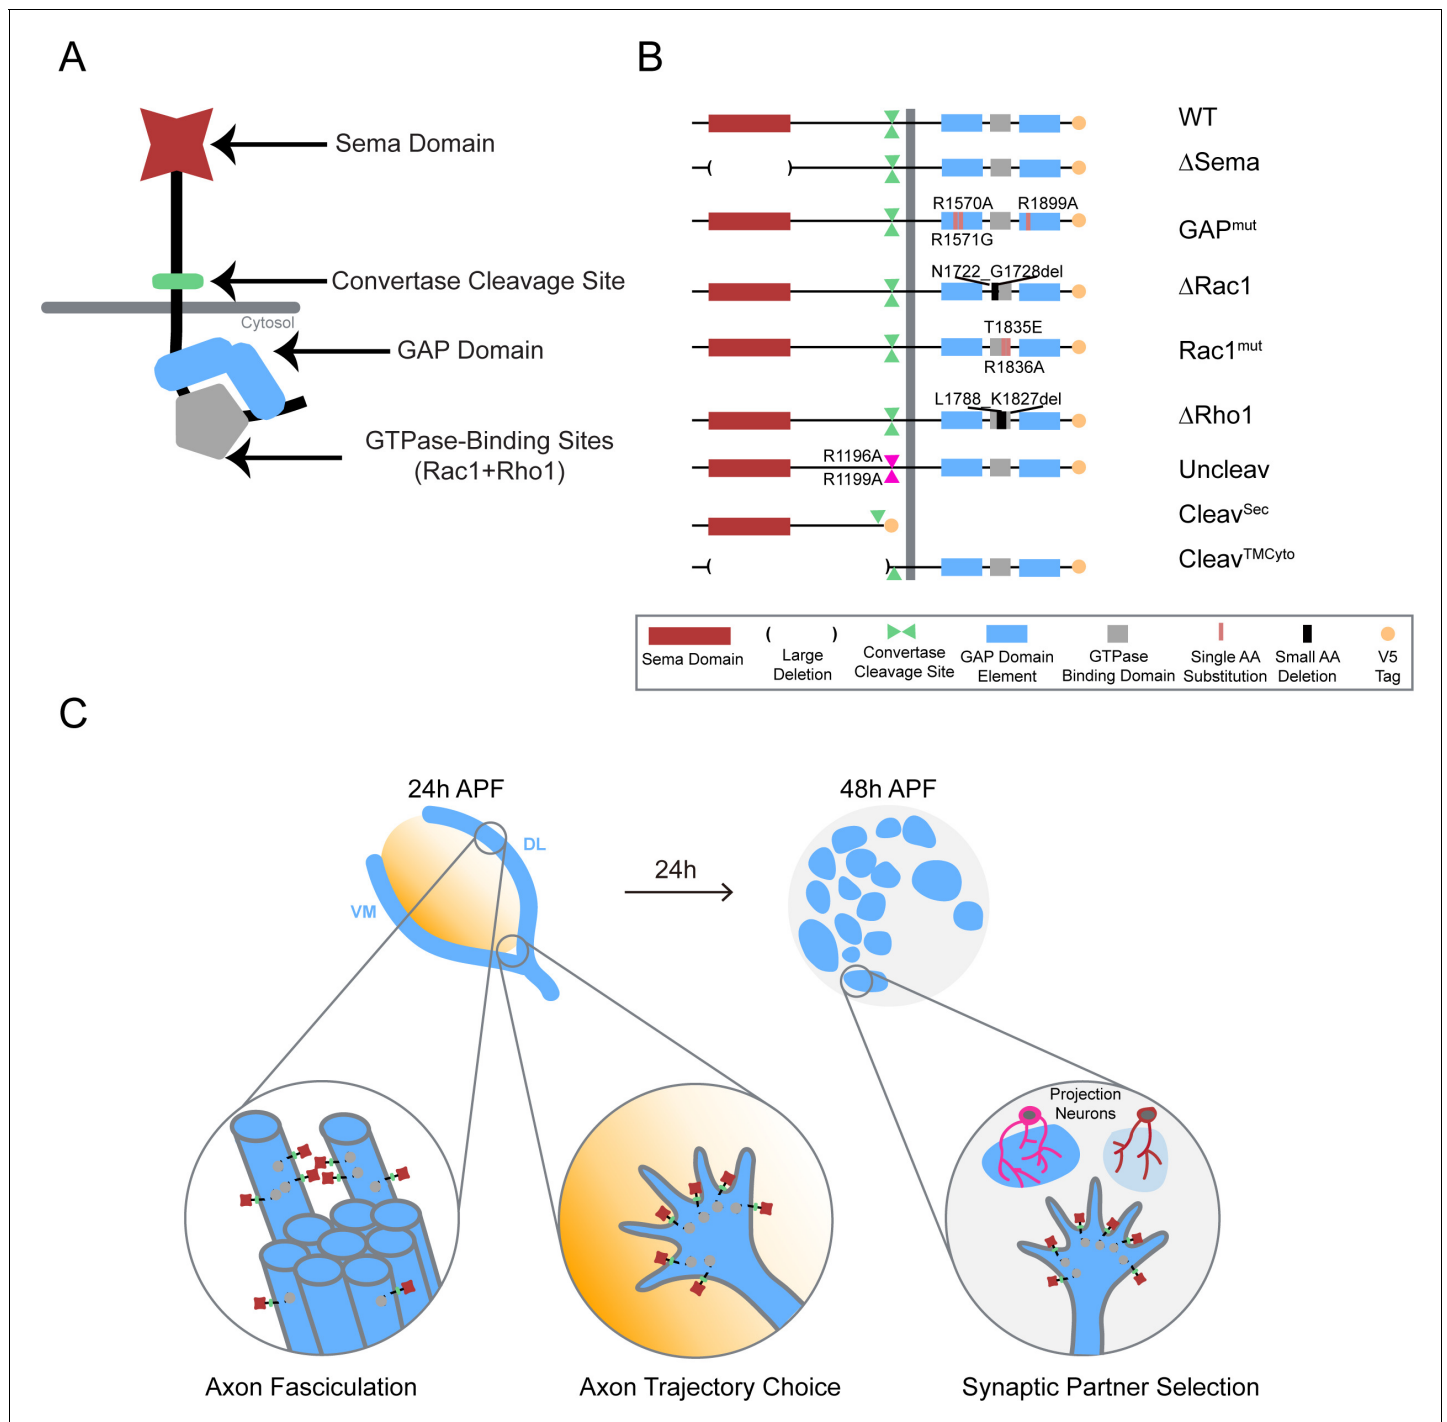 A
Sema Domain
Convertase Cleavage Site
Cytosol
GAP Domain
GTPase-Binding Sites
(Rac1+Rho1)
B
WT
ΔSema
R1570A R1899A
R1571G
GAPmut
N1722_G1728del
ΔRac1
T1835E
R1836A
Rac1mut
L1788_K1827del
ΔRho1
R1196A
R1199A
Uncleav
CleavSec
CleavTMCyto
Sema Domain
Large
Deletion
Convertase
Cleavage Site
GAP Domain
Element
GTPase
Binding Domain
Single AA
Substitution
Small AA
Deletion
V5
Tag
C
24h APF
DL
VM
24h
48h APF
Projection
Neurons
Axon Fasciculation
Axon Trajectory Choice
Synaptic Partner Selection